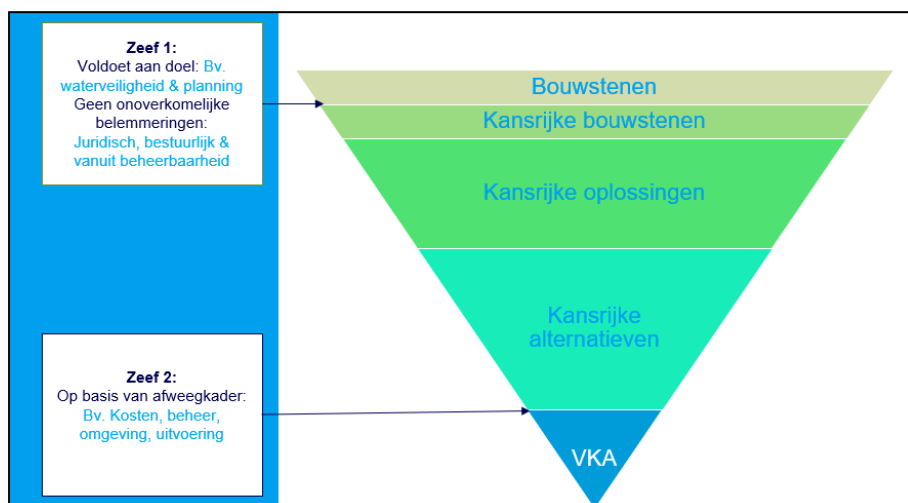 Zeef 1:
Voldoet aan doel: Bv.
waterveiligheid & planning
Geen onoverkomelijke
belemmeringen:
Juridisch, bestuurlijk &
vanuit beheerbaarheid
Bouwstenen
Kansrijke bouwstenen
Kansrijke oplossingen
Kansrijke
alternatieven
Zeef 2:
Op basis van afweegkader:
Bv. Kosten, beheer,
omgeving, uitvoering
VKA